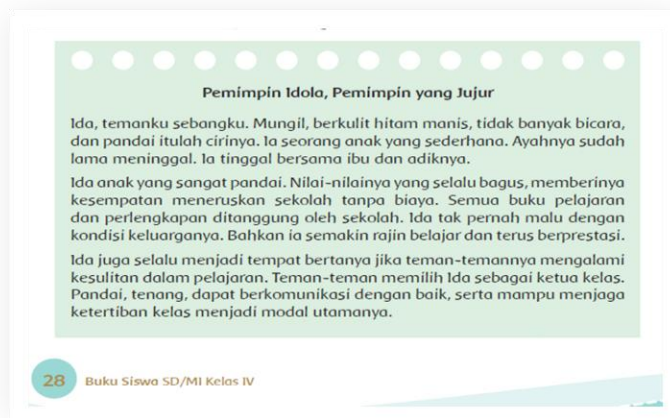 Pemimpin Idola, Pemimpin yang Jujur
Ida, temanku sebangku. Mungil, berkulit hitam manis, tidak banyak bicara,
dan pandai itulah cirinya. Ia seorang anak yang sederhana. Ayahnya sudah
lama meninggal. Ia tinggal bersama ibu dan adiknya.
Ida anak yang sangat pandai. Nilai-nilainya yang selalu bagus, memberinya
kesempatan meneruskan sekolah tanpa biaya. Semua buku pelajaran
dan perlengkapan ditanggung oleh sekolah. Ida tak pernah malu dengan
kondisi keluarganya. Bahkan ia semakin rajin belajar dan terus berprestasi.
Ida juga selalu menjadi tempat bertanya jika teman-temannya mengalami
kesulitan dalam pelajaran. Teman-teman memilih Ida sebagai ketua kelas.
Pandai, tenang, dapat berkomunikasi dengan baik, serta mampu menjaga
ketertiban kelas menjadi modal utamanya.
28 Buku Siswa SD/MI Kelas IV